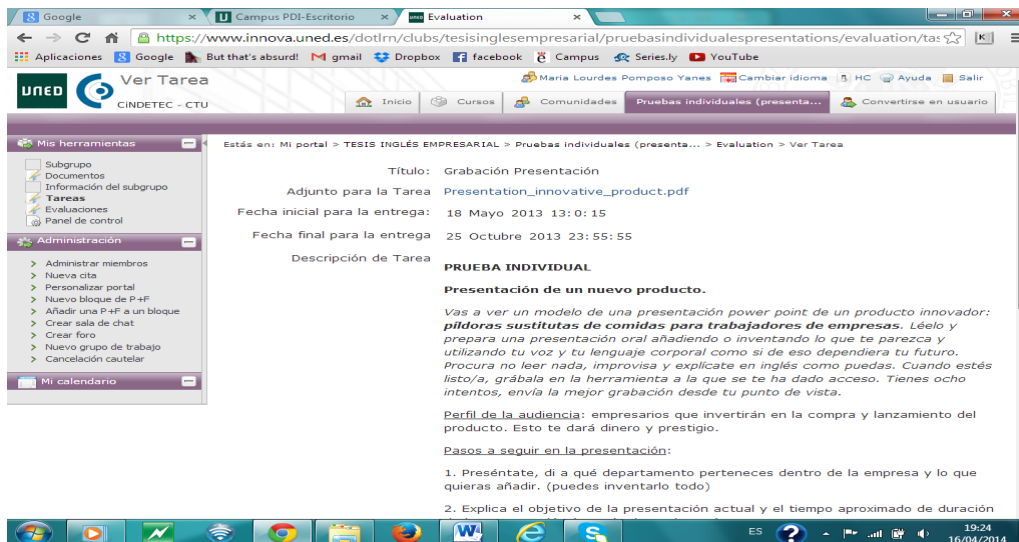 Google
Campus PDI-Escritorio
Evaluation
https://www.innova.uned.es/dotlrn/clubs/tesisinglesempresarial/pruebasindividualespresentations/evaluation/ta
Aplicaciones Google But that's absurd! gmail Dropbox facebook Campus Series.ly YouTube
UNED
Ver Tarea
CiNDETEC - CTU
Maria Lourdes Pomposo Yanes Cambiar idioma HC Ayuda Salir
Inicio Cursos Comunidades Pruebas individuales (presenta... Convertirse en usuario
Mis herramientas
Subgrupo
Documentos
Información del subgrupo
Tareas
Evaluaciones
Panel de control
Administración
> Administrar miembros
> Nueva cita
> Personalizar portal
> Nuevo bloque de P+F
> Añadir una P+F a un bloque
> Crear sala de chat
> Crear foro
> Nuevo grupo de trabajo
> Cancelación cautelar
Mi calendario
Estás en: Mi portal > TESIS INGLÉS EMPRESARIAL > Pruebas individuales (presenta... > Evaluation > Ver Tarea
Título: Grabación Presentación
Adjunto para la Tarea Presentation_innovative_product.pdf
Fecha inicial para la entrega: 18 Mayo 2013 13:0:15
Fecha final para la entrega 25 Octubre 2013 23:55:55
Descripción de Tarea
PRUEBA INDIVIDUAL
Presentación de un nuevo producto.
Vas a ver un modelo de una presentación power point de un producto innovador:
píldoras sustitutas de comidas para trabajadores de empresas. Léelo y
prepara una presentación oral añadiendo o inventando lo que te parezca y
utilizando tu voz y tu lenguaje corporal como si de eso dependiera tu futuro.
Procura no leer nada, improvisa y explícate en inglés como puedas. Cuando estés
listo/a, grábala en la herramienta a la que se te ha dado acceso. Tienes ocho
intentos, envía la mejor grabación desde tu punto de vista.
Perfil de la audiencia: empresarios que invertirán en la compra y lanzamiento del
producto. Esto te dará dinero y prestigio.
Pasos a seguir en la presentación:
1. Preséntate, di a qué departamento perteneces dentro de la empresa y lo que
quieras añadir. (puedes inventarlo todo)
2. Explica el objetivo de la presentación actual y el tiempo aproximado de duración
ES
19:24
16/04/2014